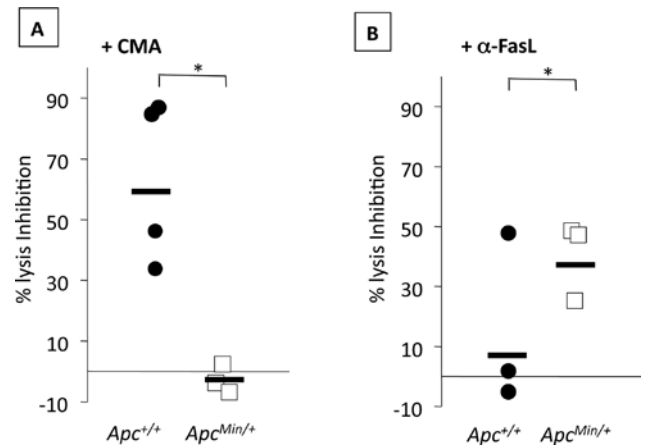 A
+ CMA
*
90
70
50
30
10
-10
% lysis Inhibition
Apc+/+
ApcMin/+
B
+ α-FasL
*
90
70
50
30
10
-10
% lysis Inhibition
Apc+/+
ApcMin/+